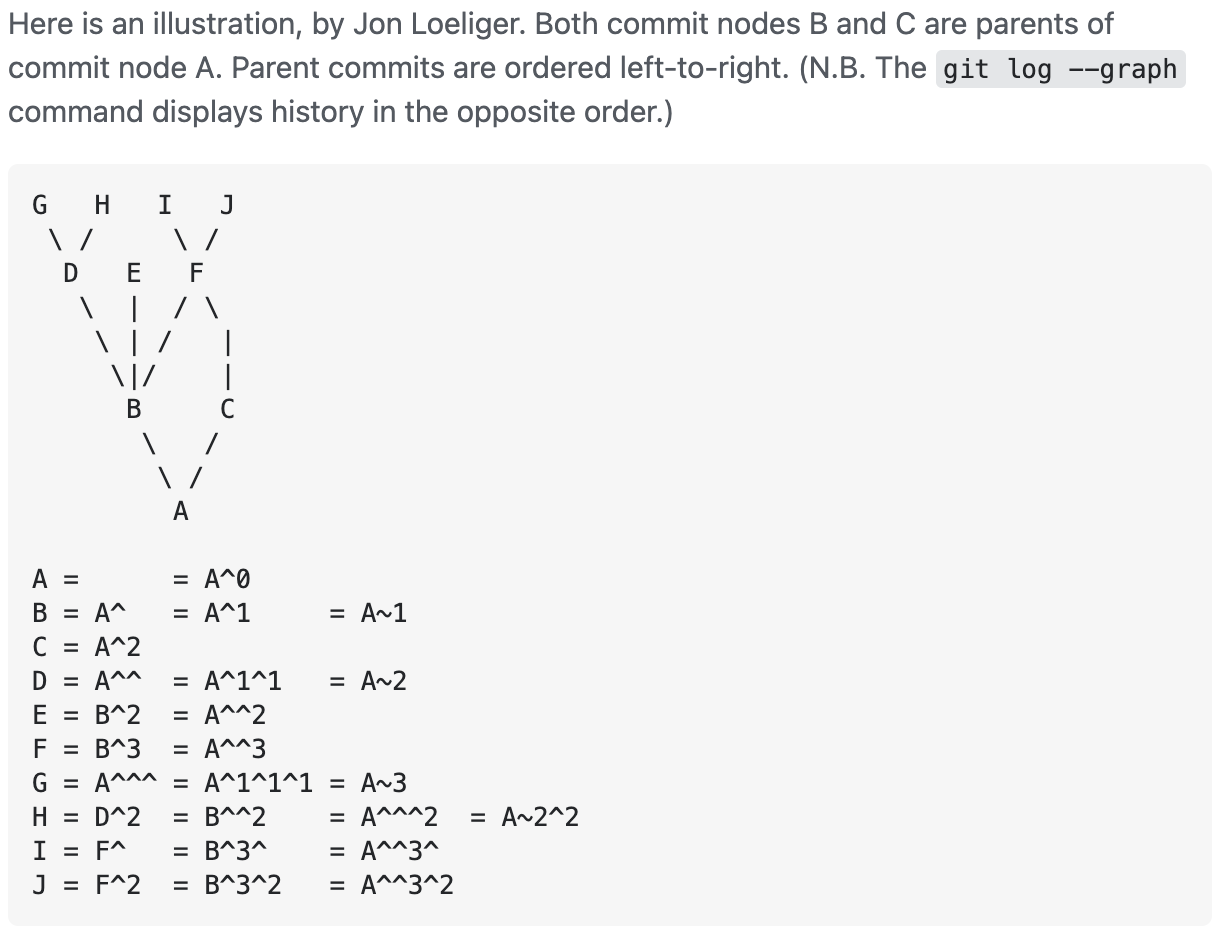 Here is an illustration, by Jon Loeliger. Both commit nodes B and C are parents of
commit node A. Parent commits are ordered left-to-right. (N.B. The git log --graph
command displays history in the opposite order.)
G   H   I   J
 \ /     \ /
  D   E   F
   \  |  / \
    \ | /   |
     \|/    |
      B     C
       \   /
        \ /
         A
A =      = A^0
B = A^   = A^1     = A~1
C = A^2
D = A^^  = A^1^1   = A~2
E = B^2  = A^^2
F = B^3  = A^^3
G = A^^^ = A^1^1^1 = A~3
H = D^2  = B^^2    = A^^^2  = A~2^2
I = F^   = B^3^    = A^^3^
J = F^2  = B^3^2   = A^^3^2